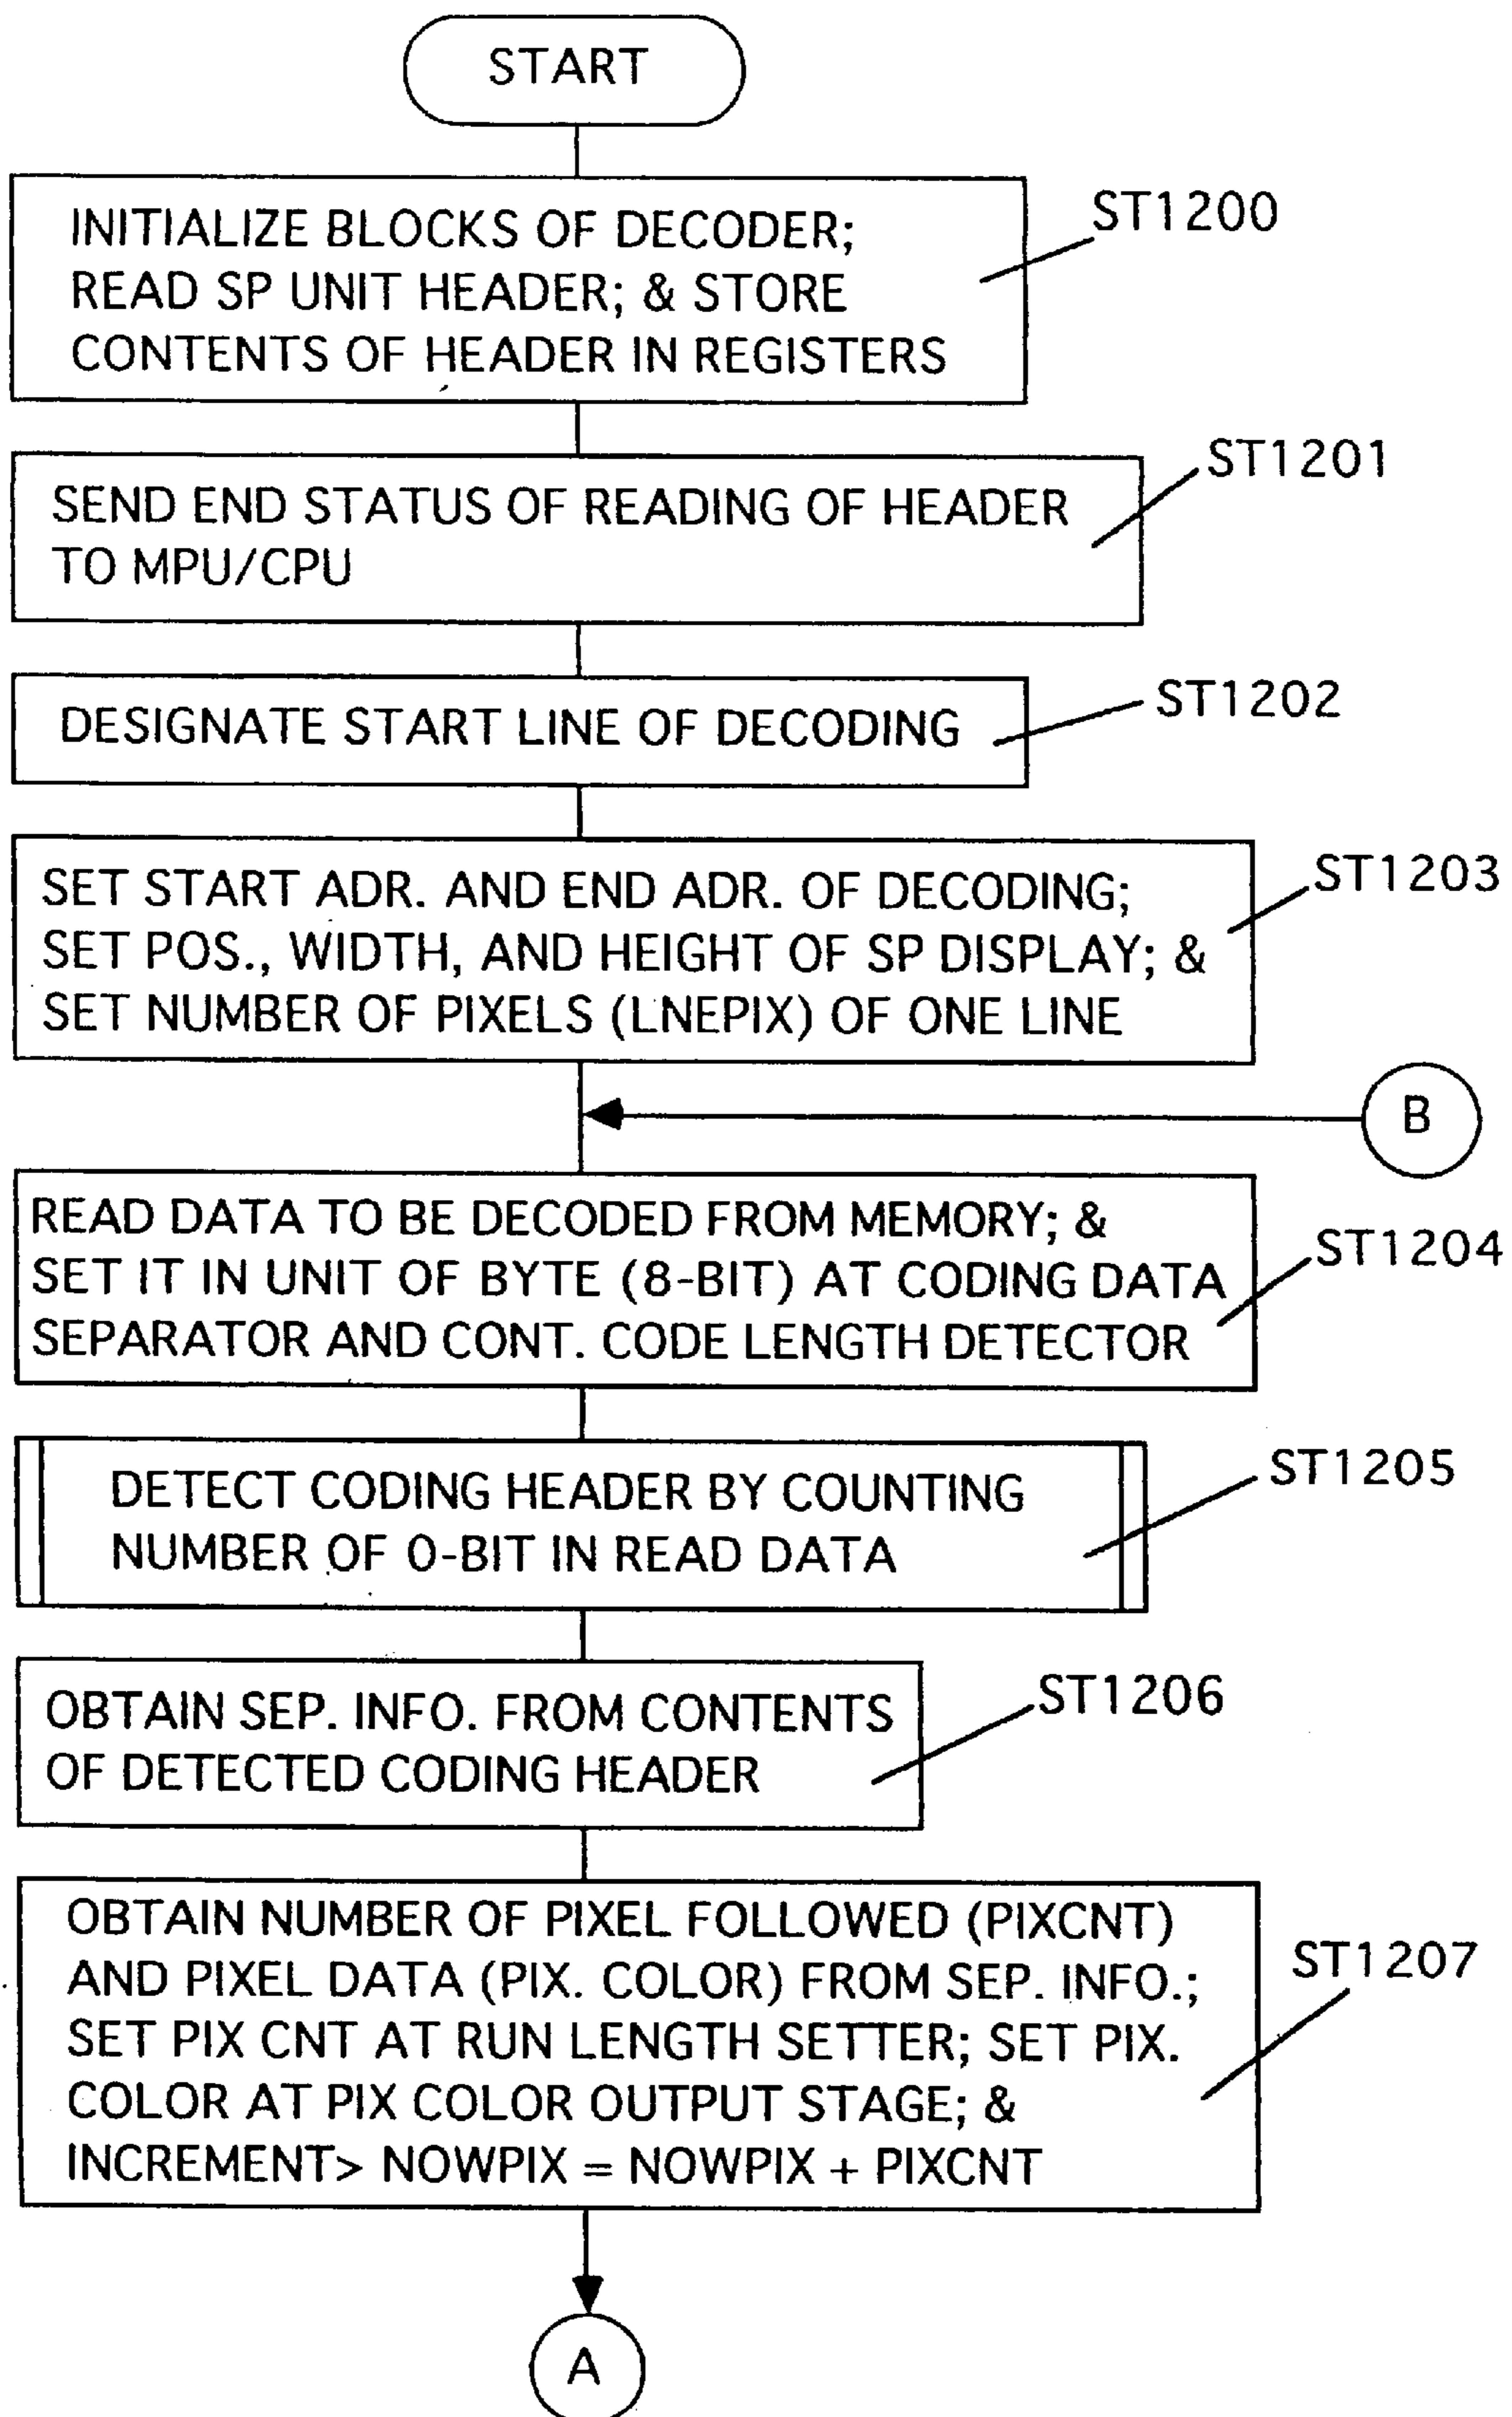 START
INITIALIZE BLOCKS OF DECODER;
READ SP UNIT HEADER; & STORE
CONTENTS OF HEADER IN REGISTERS
ST1200
SEND END STATUS OF READING OF HEADER
TO MPU/CPU
ST1201
DESIGNATE START LINE OF DECODING
ST1202
SET START ADR. AND END ADR. OF DECODING;
SET POS., WIDTH, AND HEIGHT OF SP DISPLAY; &
SET NUMBER OF PIXELS (LNEPIX) OF ONE LINE
ST1203
B
READ DATA TO BE DECODED FROM MEMORY; &
SET IT IN UNIT OF BYTE (8-BIT) AT CODING DATA
SEPARATOR AND CONT. CODE LENGTH DETECTOR
ST1204
DETECT CODING HEADER BY COUNTING
NUMBER OF 0-BIT IN READ DATA
ST1205
OBTAIN SEP. INFO. FROM CONTENTS
OF DETECTED CODING HEADER
ST1206
OBTAIN NUMBER OF PIXEL FOLLOWED (PIXCNT)
AND PIXEL DATA (PIX. COLOR) FROM SEP. INFO.;
SET PIX CNT AT RUN LENGTH SETTER; SET PIX.
COLOR AT PIX COLOR OUTPUT STAGE; &
INCREMENT> NOWPIX = NOWPIX + PIXCNT
ST1207
A